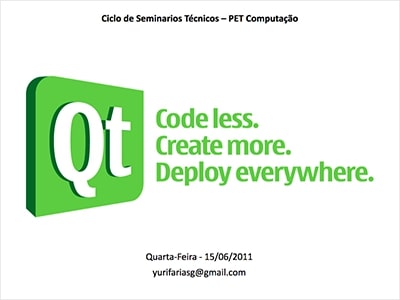 Ciclo de Seminarios Técnicos – PET Computação
Qt
Code less.
Create more.
Deploy everywhere.
Quarta-Feira - 15/06/2011
yurifariasg@gmail.com